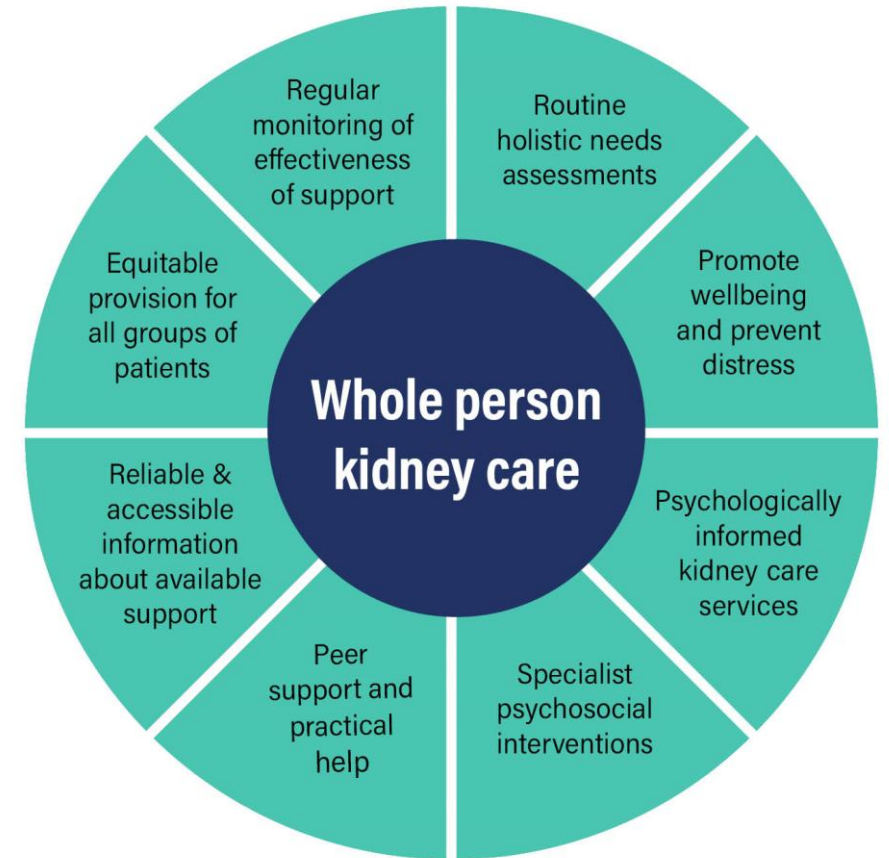 Whole person
kidney care
Routine
holistic needs
assessments
Promote
wellbeing
and prevent
distress
Psychologically
informed
kidney care
services
Specialist
psychosocial
interventions
Peer
support and
practical
help
Reliable &
accessible
information
about available
support
Equitable
provision for
all groups of
patients
Regular
monitoring of
effectiveness
of support